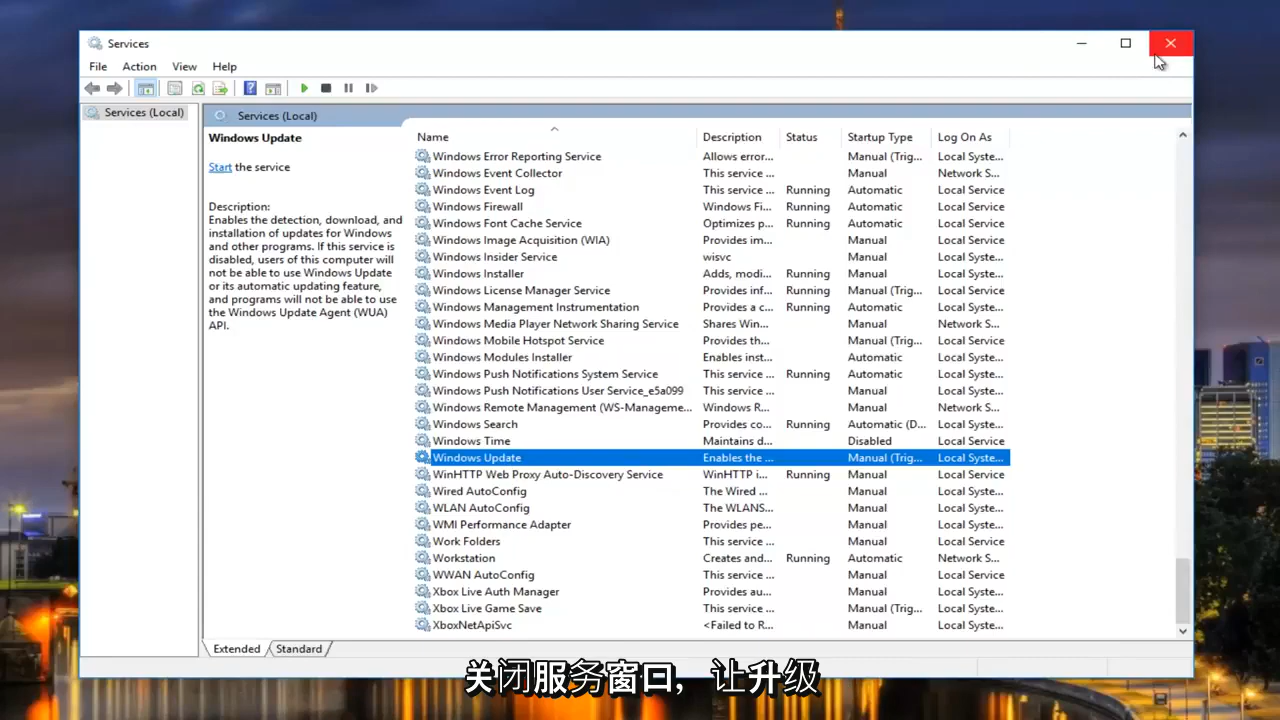 Services
File Action View Help
Services (Local)
Services (Local)
Windows Update
Start the service
Description:
Enables the detection, download, and
installation of updates for Windows
and other programs. If this service is
disabled, users of this computer will
not be able to use Windows Update
or its automatic updating feature,
and programs will not be able to use
the Windows Update Agent (WUA)
API.
Name Description Status Startup Type Log On As
Windows Error Reporting Service Allows error... Manual (Trig... Local Syste...
Windows Event Collector This service ... Manual Network S...
Windows Event Log This service ... Running Automatic Local Service
Windows Firewall Windows Fi... Running Automatic Local Service
Windows Font Cache Service Optimizes p... Running Automatic Local Service
Windows Image Acquisition (WIA) Provides im... Manual Local Service
Windows Insider Service wisvc Manual Local Syste...
Windows Installer Adds, modi... Running Manual Local Syste...
Windows License Manager Service Provides inf... Running Manual (Trig... Local Service
Windows Management Instrumentation Provides a c... Running Automatic Local Syste...
Windows Media Player Network Sharing Service Shares Win... Manual Network S...
Windows Mobile Hotspot Service Provides th... Manual (Trig... Local Service
Windows Modules Installer Enables inst... Automatic Local Syste...
Windows Push Notifications System Service This service ... Running Automatic Local Syste...
Windows Push Notifications User Service_e5a099 This service ... Manual Local Syste...
Windows Remote Management (WS-Manageme... Windows R... Manual Network S...
Windows Search Provides co... Running Automatic (D... Local Syste...
Windows Time Maintains d... Disabled Local Service
Windows Update Enables the ... Manual (Trig... Local Syste...
WinHTTP Web Proxy Auto-Discovery Service WinHTTP i... Running Manual Local Service
Wired AutoConfig The Wired ... Manual Local Syste...
WLAN AutoConfig The WLANS... Manual Local Syste...
WMI Performance Adapter Provides pe... Manual Local Syste...
Work Folders This service ... Manual Local Service
Workstation Creates and... Running Automatic Network S...
WWAN AutoConfig This service ... Manual Local Service
Xbox Live Auth Manager Provides au... Manual Local Syste...
Xbox Live Game Save This service ... Manual (Trig... Local Syste...
XboxNetApiSvc <Failed to R... Manual Local Syste...
Extended Standard
关闭服务窗口，让升级